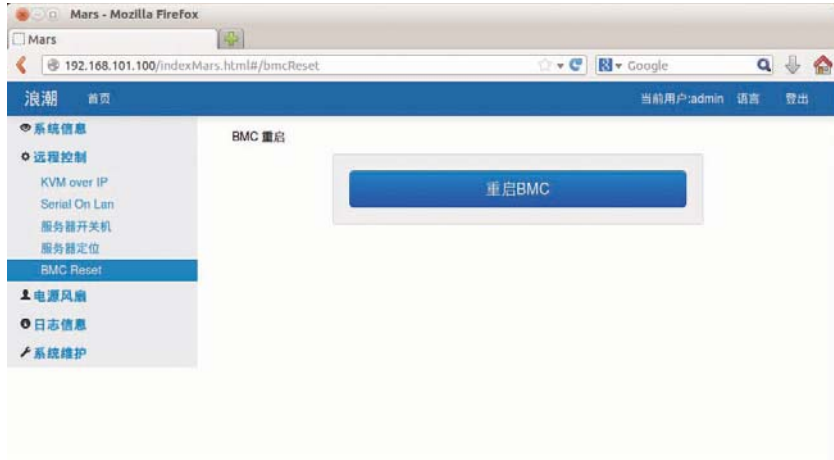 Mars - Mozilla Firefox
Mars
192.168.101.100/indexMars.html#/bmcReset
Google
浪潮 首页 当前用户:admin 语言 登出
系统信息
BMC 重启
远程控制
重启BMC
KVM over IP
Serial On Lan
服务器开关机
服务器定位
BMC Reset
电源风扇
日志信息
系统维护